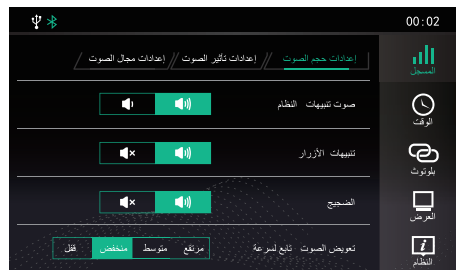 00:02
إعدادات حجم الصوت // إعدادات تأثير الصوت // إعدادات مجال الصوت /
صوت تنبيهات النظام
تنبيهات الأزرار
الضجيج
تعويض الصوت تابع لسرعة مرتفع متوسط منخفض قفل
المسجل
الوقت
بلوتوث
العرض
النظام